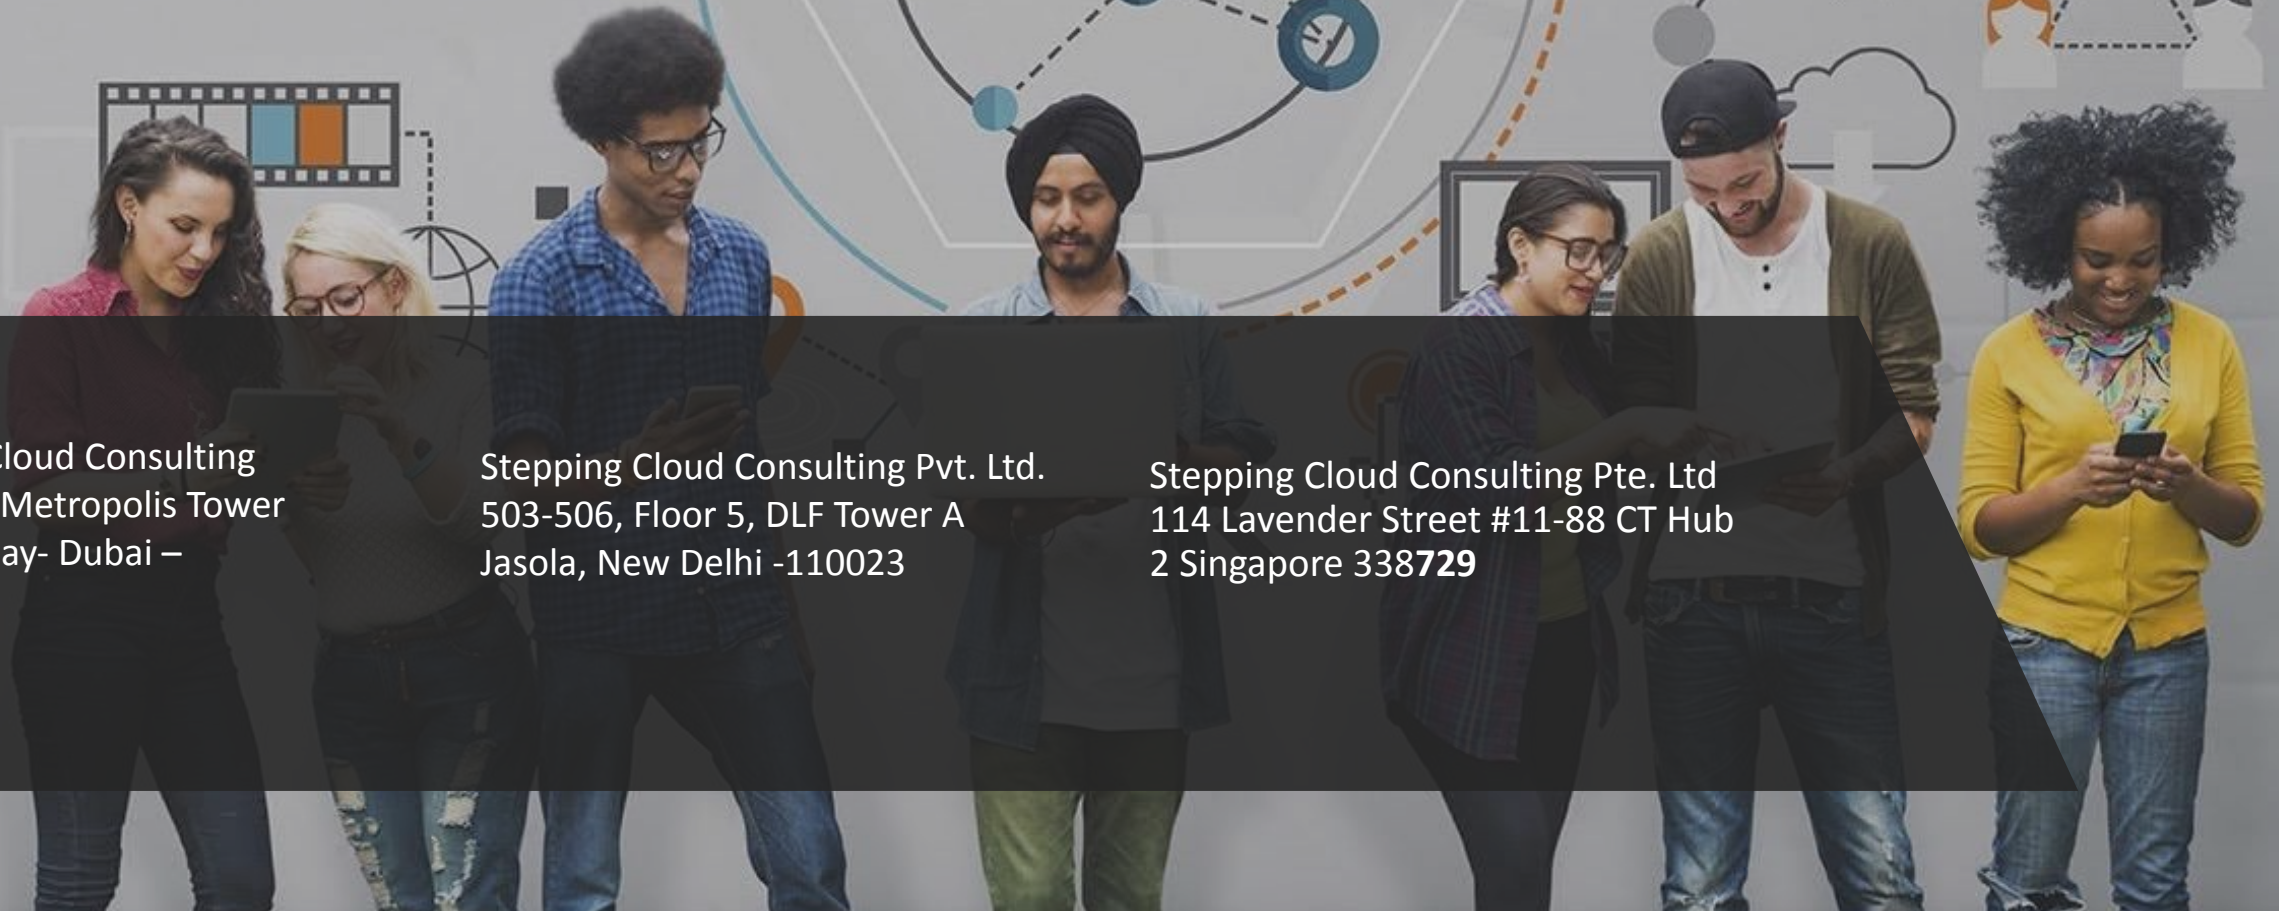 Cloud Consulting
Metropolis Tower
ay- Dubai –
Stepping Cloud Consulting Pvt. Ltd.
503-506, Floor 5, DLF Tower A
Jasola, New Delhi -110023
Stepping Cloud Consulting Pte. Ltd
114 Lavender Street #11-88 CT Hub
2 Singapore 338729